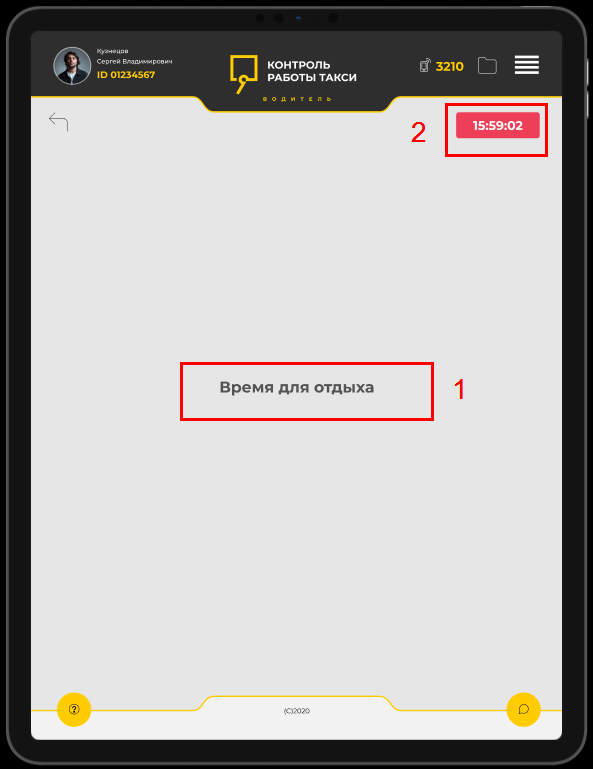 Кузнецов
Сергей Владимирович
ID 01234567
КОНТРОЛЬ
РАБОТЫ ТАКСИ
ВОДИТЕЛЬ
3210
2
15:59:02
Время для отдыха
1
?
(C)2020